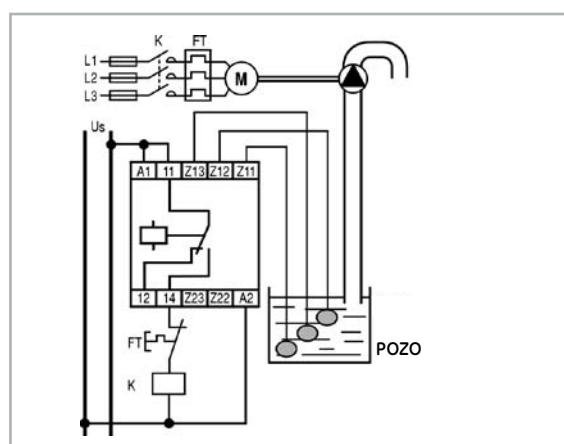 K FT
L1
L2
L3
M
Us
A1 11 Z13 Z12 Z11
12 14 Z23 Z22 A2
FT
K
POZO